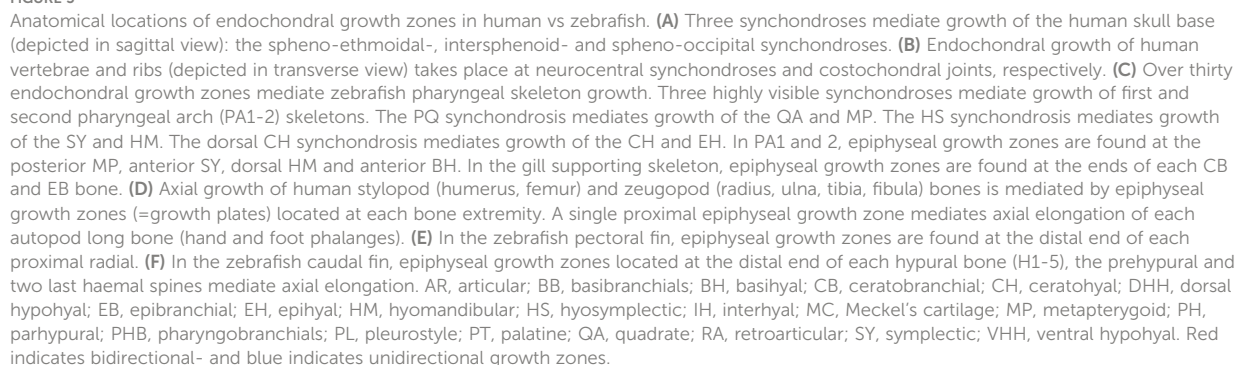 Anatomical locations of endochondral growth zones in human vs zebrafish. (A) Three synchondroses mediate growth of the human skull base
(depicted in sagittal view): the spheno-ethmoidal-, intersphenoid- and spheno-occipital synchondroses. (B) Endochondral growth of human
vertebrae and ribs (depicted in transverse view) takes place at neurocentral synchondroses and costochondral joints, respectively. (C) Over thirty
endochondral growth zones mediate zebrafish pharyngeal skeleton growth. Three highly visible synchondroses mediate growth of first and
second pharyngeal arch (PA1-2) skeletons. The PQ synchondrosis mediates growth of the QA and MP. The HS synchondrosis mediates growth
of the SY and HM. The dorsal CH synchondrosis mediates growth of the CH and EH. In PA1 and 2, epiphyseal growth zones are found at the
posterior MP, anterior SY, dorsal HM and anterior BH. In the gill supporting skeleton, epiphyseal growth zones are found at the ends of each CB
and EB bone. (D) Axial growth of human stylopod (humerus, femur) and zeugopod (radius, ulna, tibia, fibula) bones is mediated by epiphyseal
growth zones (=growth plates) located at each bone extremity. A single proximal epiphyseal growth zone mediates axial elongation of each
autopod long bone (hand and foot phalanges). (E) In the zebrafish pectoral fin, epiphyseal growth zones are found at the distal end of each
proximal radial. (F) In the zebrafish caudal fin, epiphyseal growth zones located at the distal end of each hypural bone (H1-5), the prehypural and
two last haemal spines mediate axial elongation. AR, articular; BB, basibranchials; BH, basihyal; CB, ceratobranchial; CH, ceratohyal; DHH, dorsal
hypohyal; EB, epibranchial; EH, epihyal; HM, hyomandibular; HS, hyosymplectic; IH, interhyal; MC, Meckel's cartilage; MP, metapterygoid; PH,
parhypural; PHB, pharyngobranchials; PL, pleurostyle; PT, palatine; QA, quadrate; RA, retroarticular; SY, symplectic; VHH, ventral hypohyal. Red
indicates bidirectional- and blue indicates unidirectional growth zones.